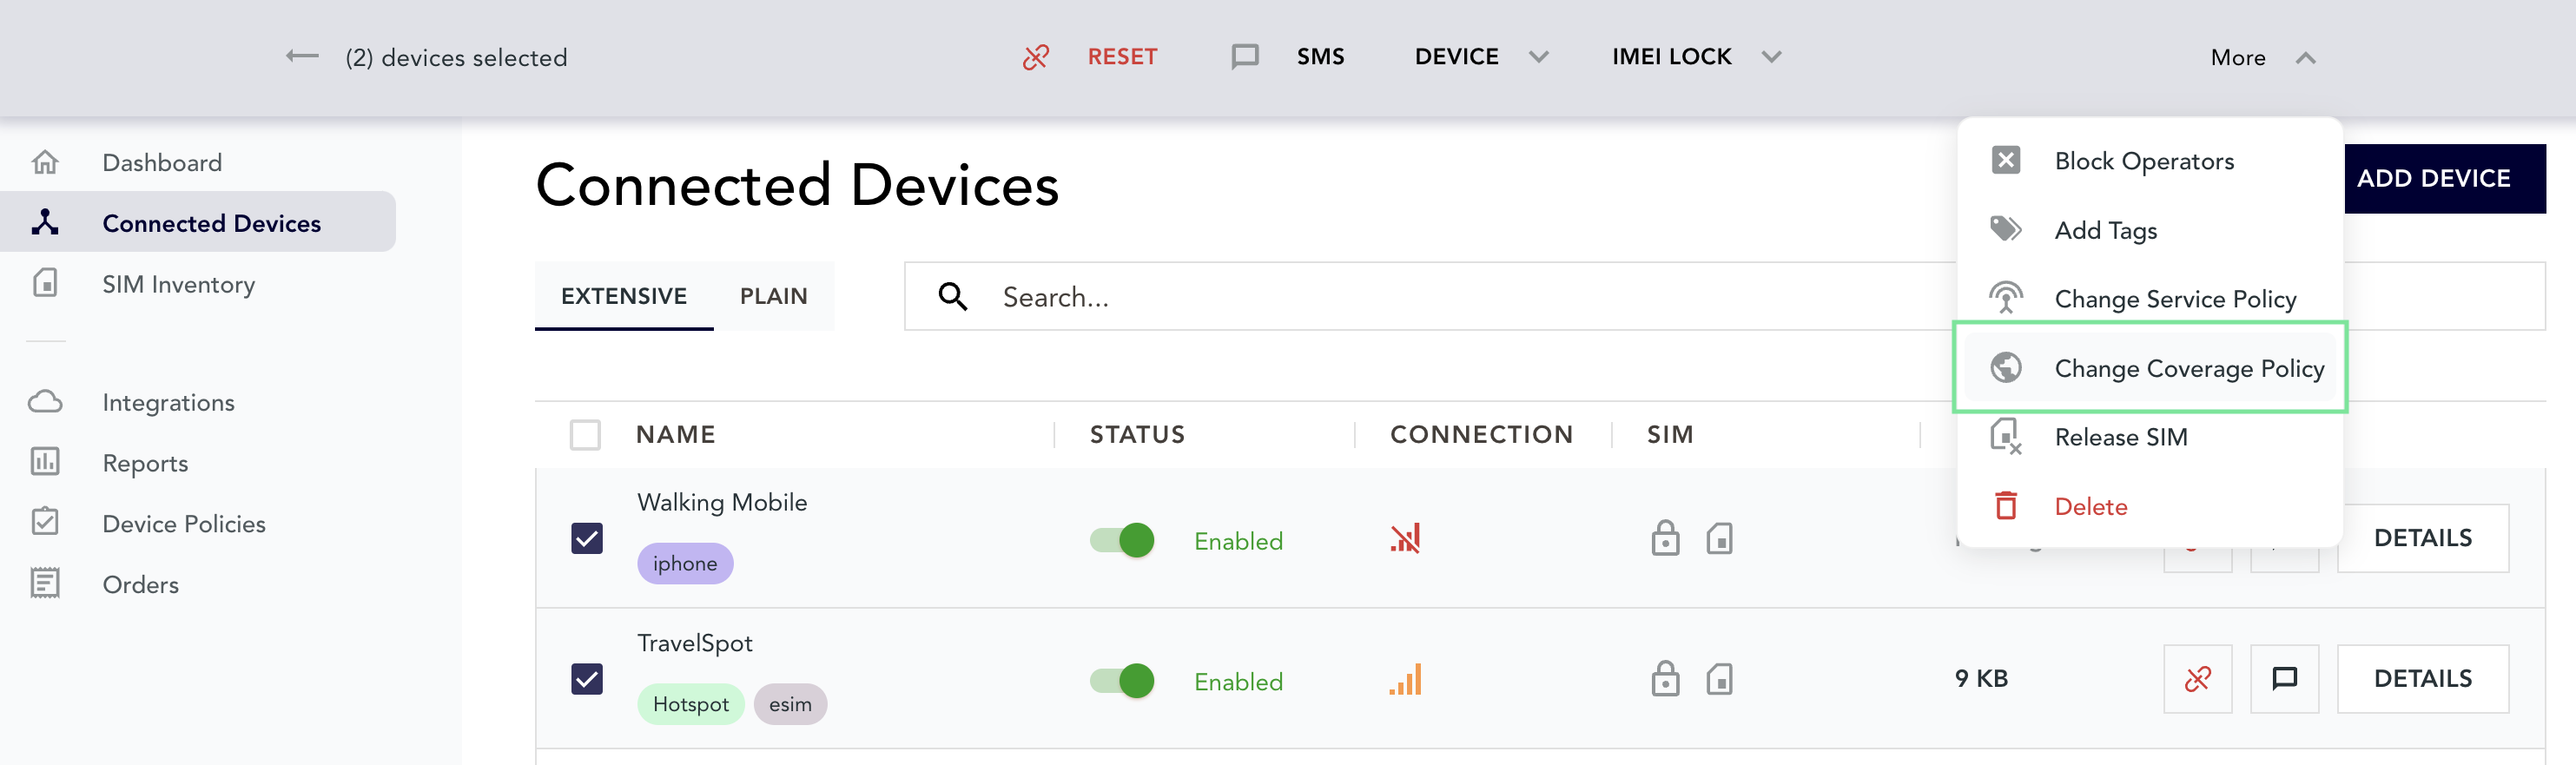 (2) devices selected
RESET
SMS
DEVICE
IMEI LOCK
More
Dashboard
Connected Devices
SIM Inventory
Integrations
Reports
Device Policies
Orders
Connected Devices
ADD DEVICE
Block Operators
Add Tags
Change Service Policy
Change Coverage Policy
Release SIM
Delete
EXTENSIVE
PLAIN
Search...
NAME
STATUS
CONNECTION
SIM
Walking Mobile
iphone
Enabled
DETAILS
TravelSpot
Hotspot
esim
Enabled
9 KB
DETAILS